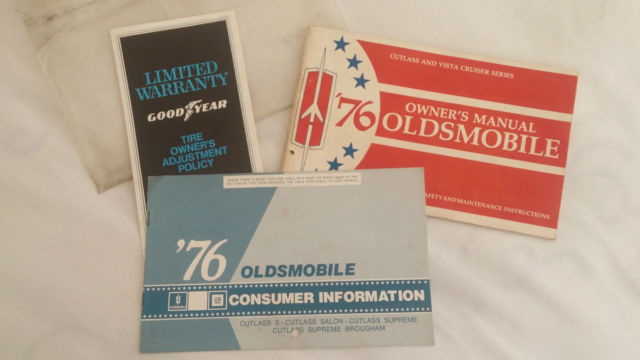 LIMITED
WARRANTY
GOODYEAR
TIRE
OWNER'S
ADJUSTMENT
POLICY
CUTLASS AND VISTA CRUISER SERIES
'76
OWNER'S MANUAL
OLDSMOBILE
SAFETY AND MAINTENANCE INSTRUCTIONS
'76
OLDSMOBILE
GM
CONSUMER INFORMATION
CUTLASS S - CUTLASS SALON - CUTLASS SUPREME
CUTLASS SUPREME BROUGHAM